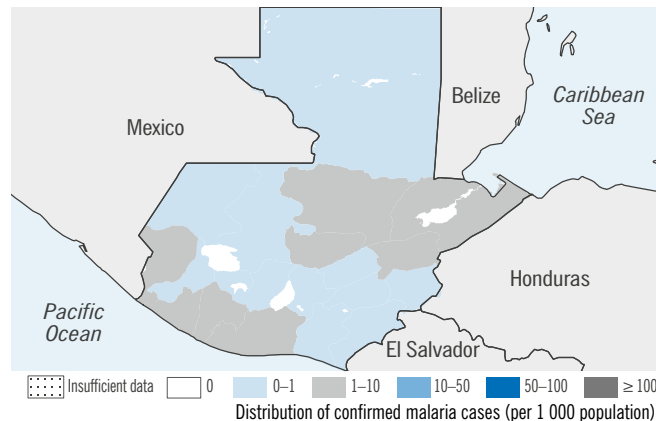 Belize
Caribbean
Sea
Mexico
Honduras
Pacific
Ocean
El Salvador
Insufficient data 0 0–1 1–10 10–50 50–100 ≥ 100
Distribution of confirmed malaria cases (per 1 000 population)